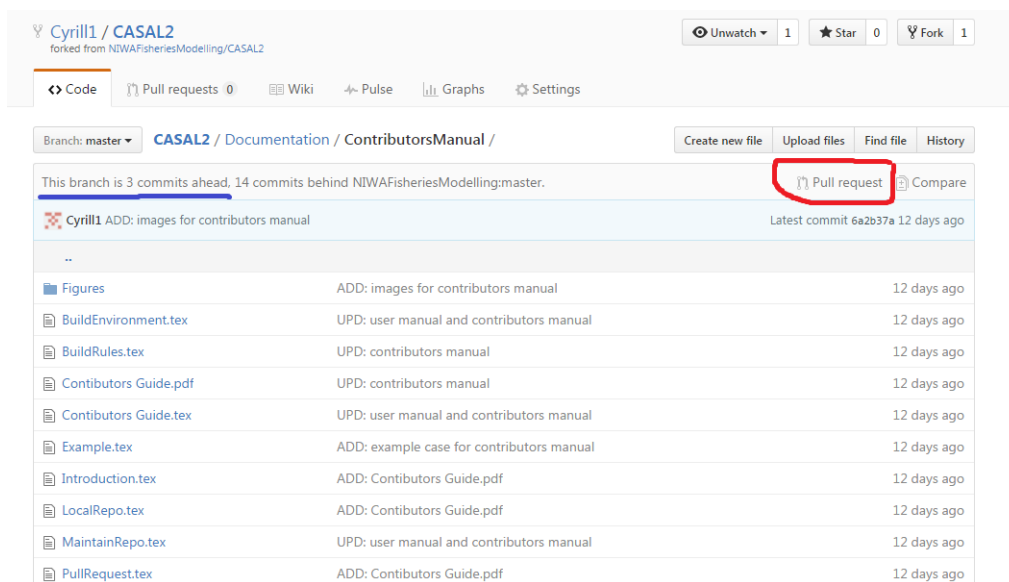 Cyrill1 / CASAL2
forked from NIWAFisheriesModelling/CASAL2
Unwatch 1 Star 0 Fork 1
Code Pull requests 0 Wiki Pulse Graphs Settings
Branch: master CASAL2 / Documentation / ContributorsManual /
Create new file Upload files Find file History
This branch is 3 commits ahead, 14 commits behind NIWAFisheriesModelling:master.
Pull request Compare
Cyrill1 ADD: images for contributors manual Latest commit 6a2b37a 12 days ago
..
Figures ADD: images for contributors manual 12 days ago
BuildEnvironment.tex UPD: user manual and contributors manual 12 days ago
BuildRules.tex UPD: contributors manual 12 days ago
Contibutors Guide.pdf UPD: contributors manual 12 days ago
Contibutors Guide.tex UPD: user manual and contributors manual 12 days ago
Example.tex ADD: example case for contributors manual 12 days ago
Introduction.tex ADD: Contibutors Guide.pdf 12 days ago
LocalRepo.tex ADD: Contibutors Guide.pdf 12 days ago
MaintainRepo.tex UPD: user manual and contributors manual 12 days ago
PullRequest.tex ADD: Contibutors Guide.pdf 12 days ago